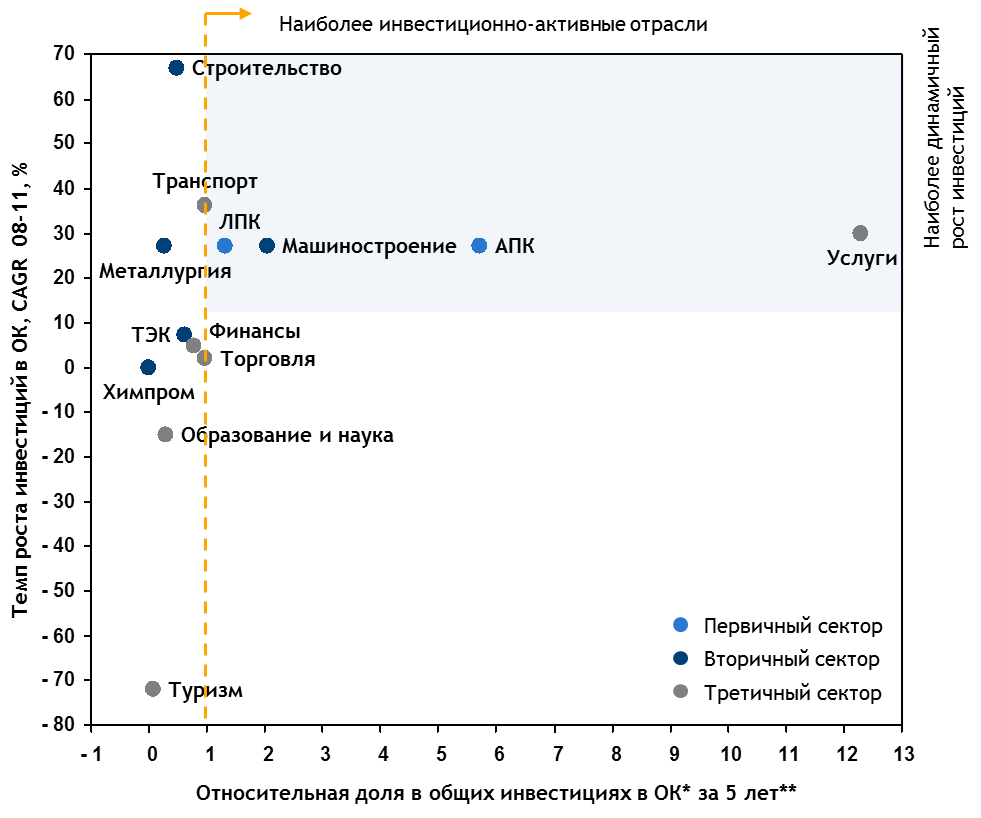 Наиболее инвестиционно-активные отрасли
Наиболее динамичный
рост инвестиций
Темп роста инвестиций в ОК, CAGR 08-11, %
70
60
50
40
30
20
10
0
- 10
- 20
- 30
- 40
- 50
- 60
- 70
- 80
Строительство
Транспорт
ЛПК
Машиностроение
АПК
Услуги
Металлургия
ТЭК
Финансы
Торговля
Химпром
Образование и наука
Туризм
Первичный сектор
Вторичный сектор
Третичный сектор
- 1 0 1 2 3 4 5 6 7 8 9 10 11 12 13
Относительная доля в общих инвестициях в ОК* за 5 лет**